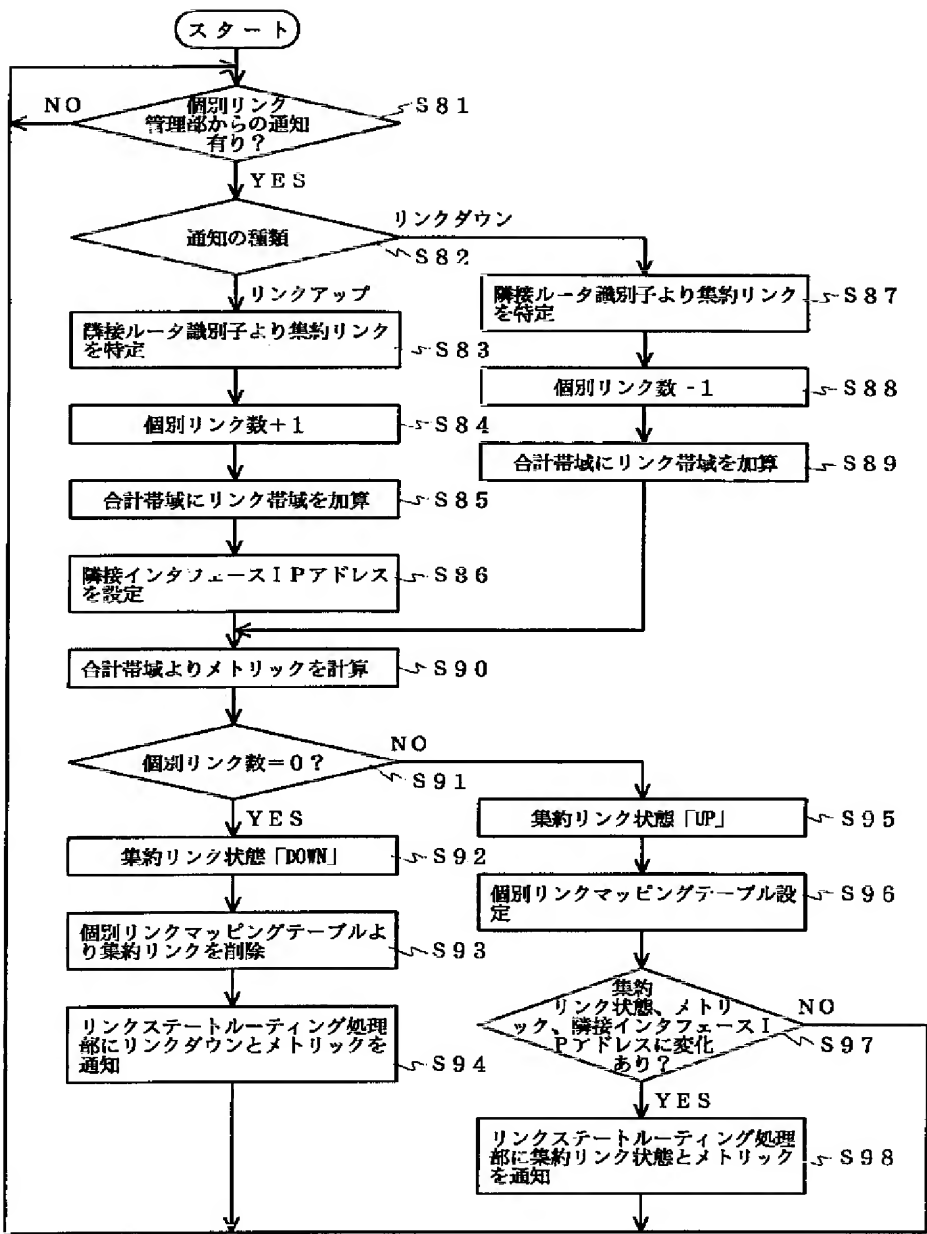 スタート
NO
個別リンク
管理部からの通知
有り？
S81
YES
リンクダウン
通知の種類
S82
リンクアップ
隣接ルータ識別子より集約リンク
を特定
S83
個別リンク数＋1
S84
合計帯域にリンク帯域を加算
S85
隣接インタフェースIPアドレス
を設定
S86
隣接ルータ識別子より集約リンク
を特定
S87
個別リンク数-1
S88
合計帯域にリンク帯域を加算
S89
合計帯域よりメトリックを計算
S90
個別リンク数＝0？
S91
NO
YES
集約リンク状態「DOWN」
S92
個別リンクマッピングテーブルよ
り集約リンクを削除
S93
リンクステートルーティング処理
部にリンクダウンとメトリックを
通知
S94
集約リンク状態「UP」
S95
個別リンクマッピングテーブル設
定
S96
集約
リンク状態、メトリ
ック、隣接インタフェースI
Pアドレスに変化
あり？
NO
S97
YES
リンクステートルーティング処理
部に集約リンク状態とメトリック
を通知
S98